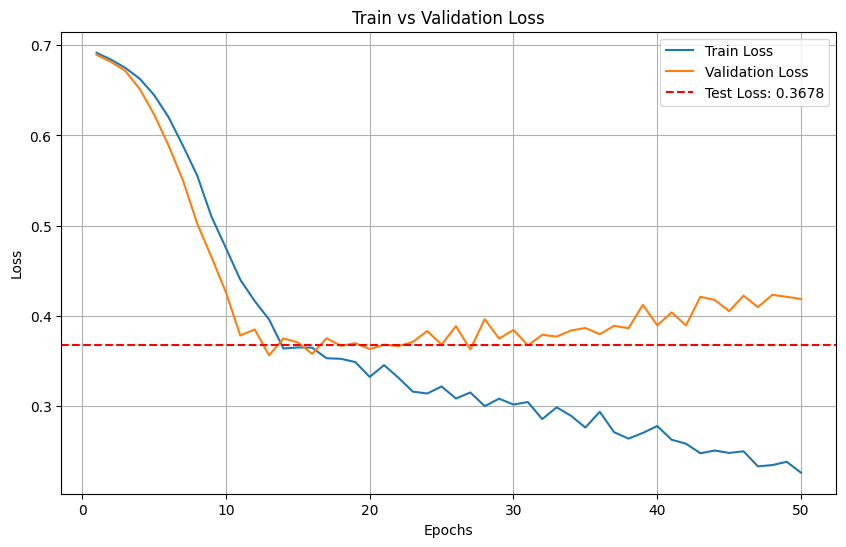 Train vs Validation Loss
Train Loss
Validation Loss
Test Loss: 0.3678
Loss
0.7
0.6
0.5
0.4
0.3
0
10
20
30
40
50
Epochs